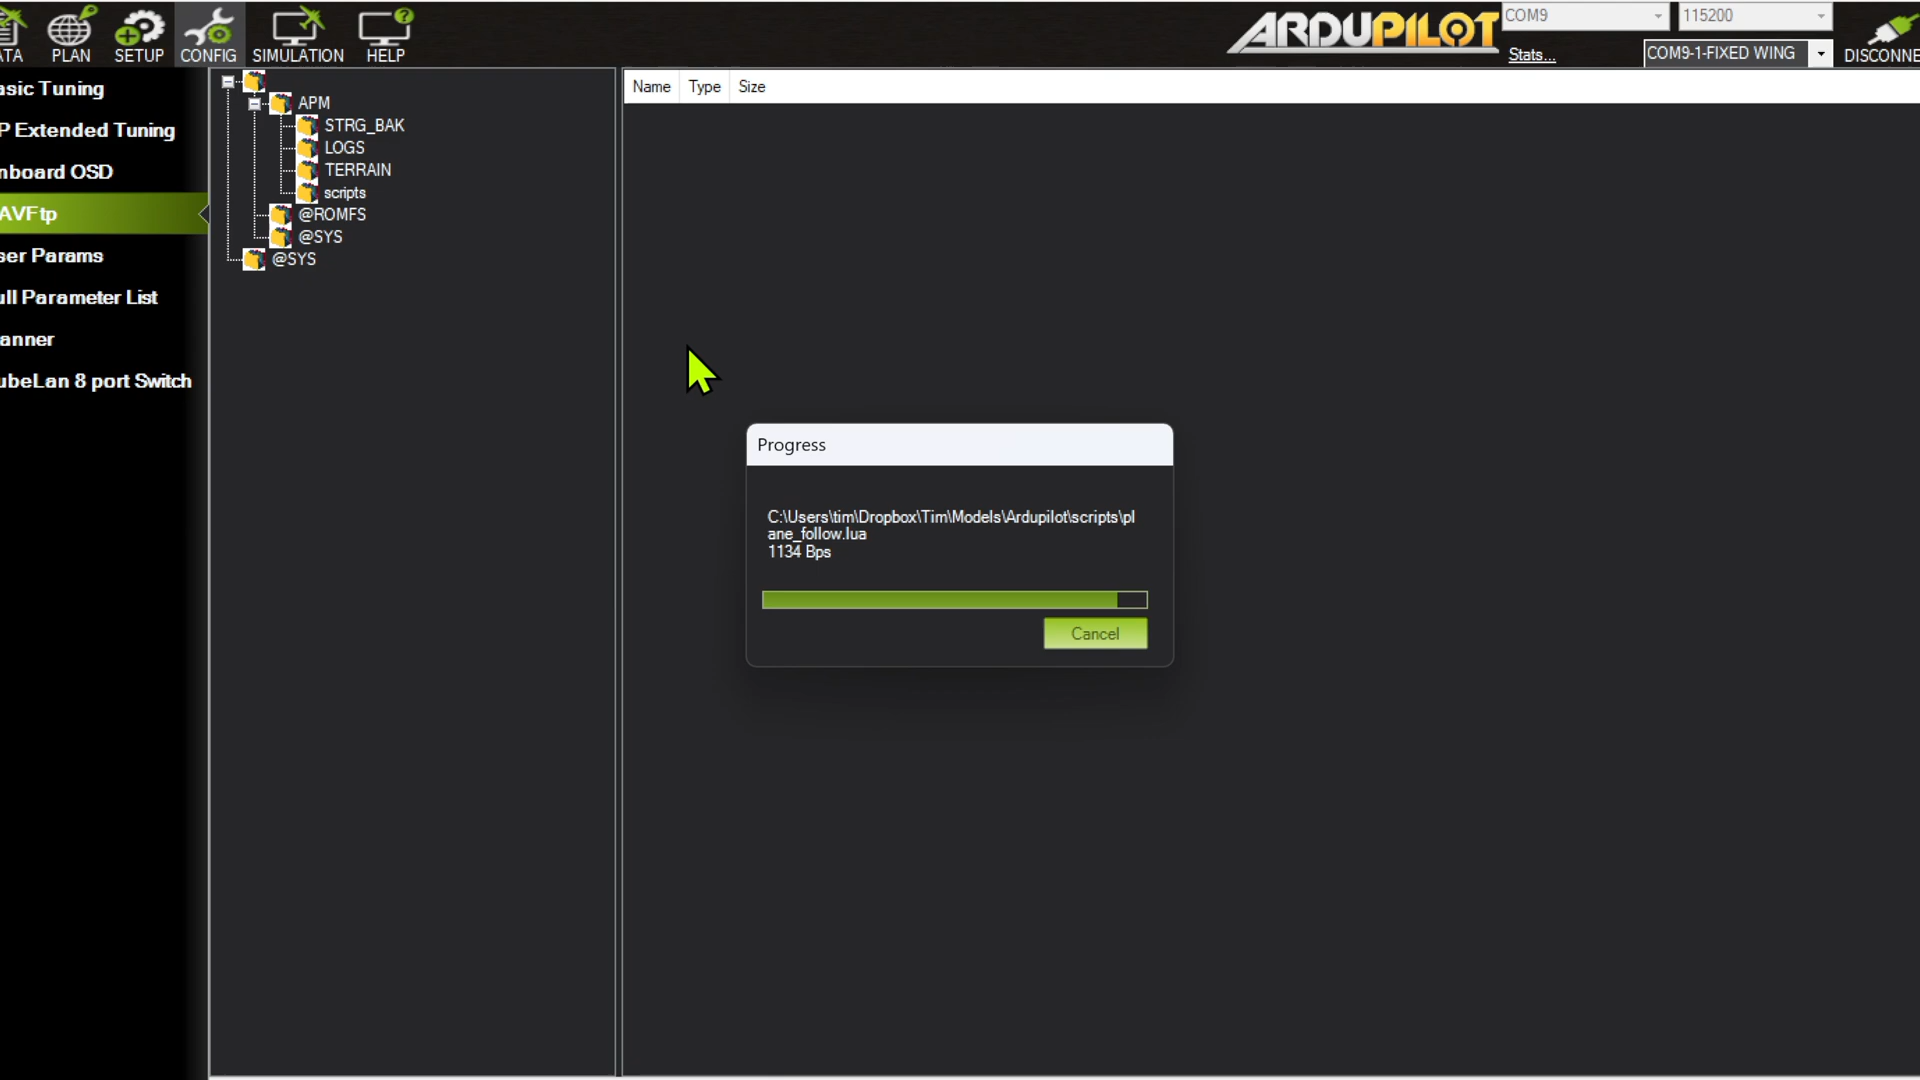 ATA
PLAN
SETUP
CONFIG
SIMULATION
HELP
ARDUPILOT
COM9
115200
Stats...
COM9-1-FIXED WING
DISCONNE
asic Tuning
P Extended Tuning
nboard OSD
AVFtp
ser Params
ull Parameter List
anner
ubeLan 8 port Switch
APM
STRG_BAK
LOGS
TERRAIN
scripts
@ROMFS
@SYS
@SYS
Name Type Size
Progress
C:\Users\tim\Dropbox\Tim\Models\Ardupilot\scripts\pl
ane_follow.lua
1134 Bps
Cancel